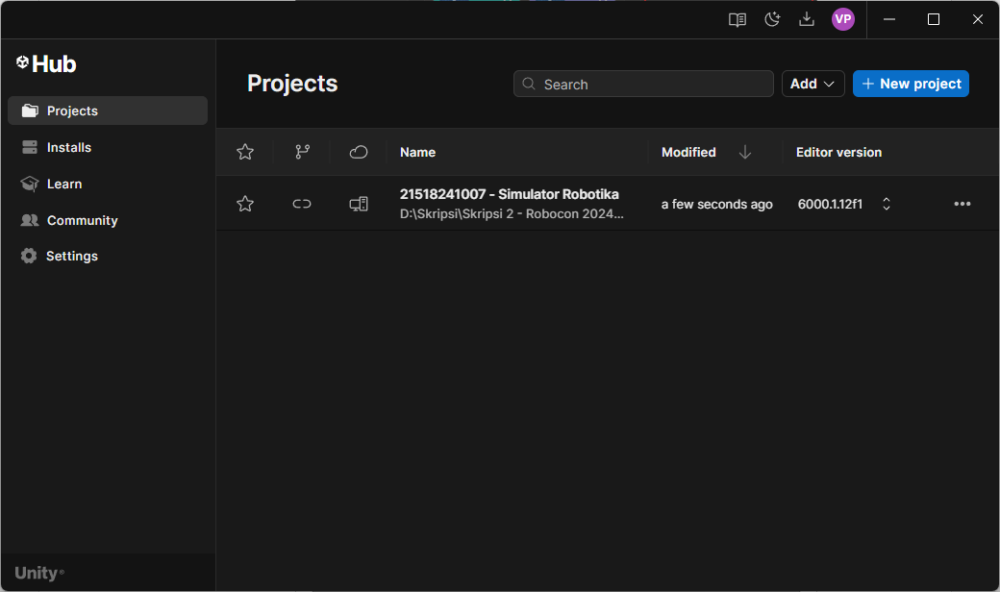 VP
Hub
Projects
Installs
Learn
Community
Settings
Unity®
Projects
Search
Add
+ New project
Name
Modified
Editor version
21518241007 - Simulator Robotika
D:\Skripsi\Skripsi 2 - Robocon 2024...
a few seconds ago
6000.1.12f1